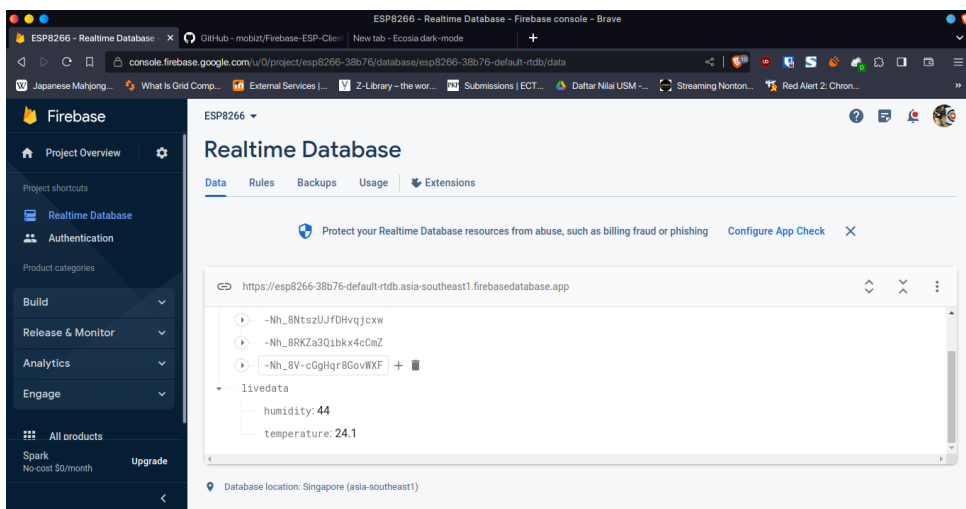 ESP8266 - Realtime Database - Firebase console - Brave
ESP8266 - Realtime Database -
GitHub - mobizt/Firebase-ESP-Client
New tab - Ecosia dark-mode
console.firebase.google.com/u/0/project/esp8266-38b76/database/esp8266-38b76-default-rtdb/data
Japanese Mahjong... What Is Grid Comp... External Services |... Z-Library – the wor... Submissions | ECT... Daftar Nilai USM -... Streaming Nonton... Red Alert 2: Chron... »
Firebase
ESP8266
Project Overview
Realtime Database
Data Rules Backups Usage Extensions
Project shortcuts
Realtime Database
Authentication
Product categories
Build
Release & Monitor
Analytics
Engage
All products
Spark
No-cost $0/month
Upgrade
Protect your Realtime Database resources from abuse, such as billing fraud or phishing Configure App Check
https://esp8266-38b76-default-rtdb.asia-southeast1.firebasedatabase.app
-Nh_8NtszUJfDHvqjcxw
-Nh_8RKZa3Qibkx4cCmZ
-Nh_8V-cGgHqr8GovWXF
livedata
humidity: 44
temperature: 24.1
Database location: Singapore (asia-southeast1)